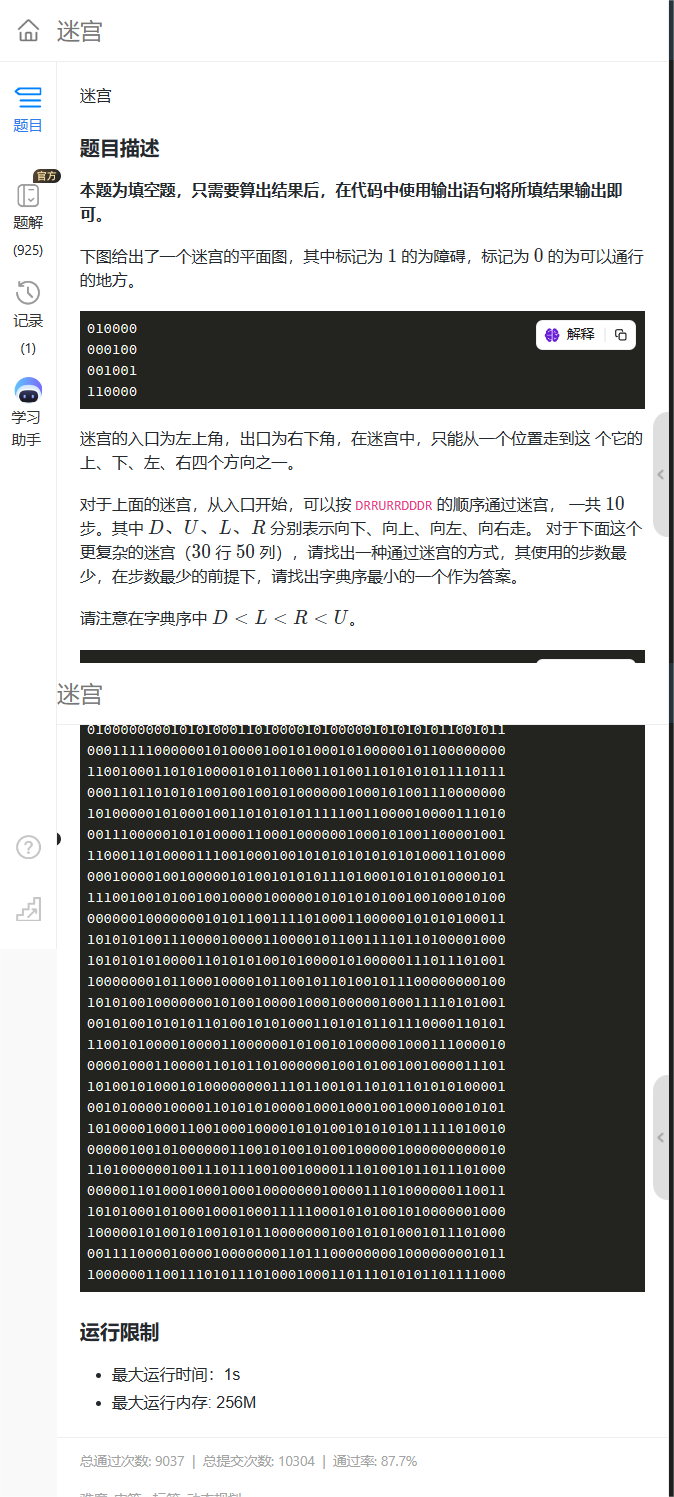 迷宫
题目
官方
题解
(925)
记录
(1)
学习
助手
迷宫
题目描述
本题为填空题，只需要算出结果后，在代码中使用输出语句将所填结果输出即
可。
下图给出了一个迷宫的平面图，其中标记为 1 的为障碍，标记为 0 的为可以通行
的地方。
010000
000100
001001
110000
解释
迷宫的入口为左上角，出口为右下角，在迷宫中，只能从一个位置走到这 个它的
上、下、左、右四个方向之一。
对于上面的迷宫，从入口开始，可以按 DRRURRDDDR 的顺序通过迷宫， 一共 10
步。其中 D、U、L、R 分别表示向下、向上、向左、向右走。 对于下面这个
更复杂的迷宫（30 行 50 列），请找出一种通过迷宫的方式，其使用的步数最
少，在步数最少的前提下，请找出字典序最小的一个作为答案。
请注意在字典序中 D < L < R < U。
迷宫
01000000001010100011010000101000001010101011001011
00011111000000101000010010101000101000001011000000000
11001000110101000010101100011010011010101011110111
00011011010101001001001010000001000101001110000000
10100000101000100110101010111110011000010000111010
00111000001010100001100010000001000101001100001001
11000110100001110010001001010101010101010001101000
00010000100100000101001010101110100010101010000101
11100100101001001000010000010101010100100100010100
00000010000000101011001111010001100000101010100011
10101010011100001000011000010110011110110100001000
10101010100001101010100101000010100000111011101001
10000000101100010000101100101101001011100000000100
10101001000000010100100001000100000100011110101001
00101001010101101001010100011010101101110000110101
11001010000100001100000010100101000001000111000010
00001000110000110101101000000100101001001000011101
10100101000101000000001110110010110101101010100001
00101000010000110101010000100010001001000100010101
10100001000110010001000010101001010101011111010010
00000100101000000110010100101001000001000000000010
11010000001001110111001001000011101001011011101000
00000110100010001000100000001000011101000000110011
10101000101000100010001111100010101001010000001000
10000010100101001010110000000100101010001011101000
00111100001000010000000110111000000001000000001011
10000001100111010111010001000110111010101101111000
运行限制
• 最大运行时间：1s
• 最大运行内存: 256M
总通过次数: 9037 | 总提交次数: 10304 | 通过率: 87.7%